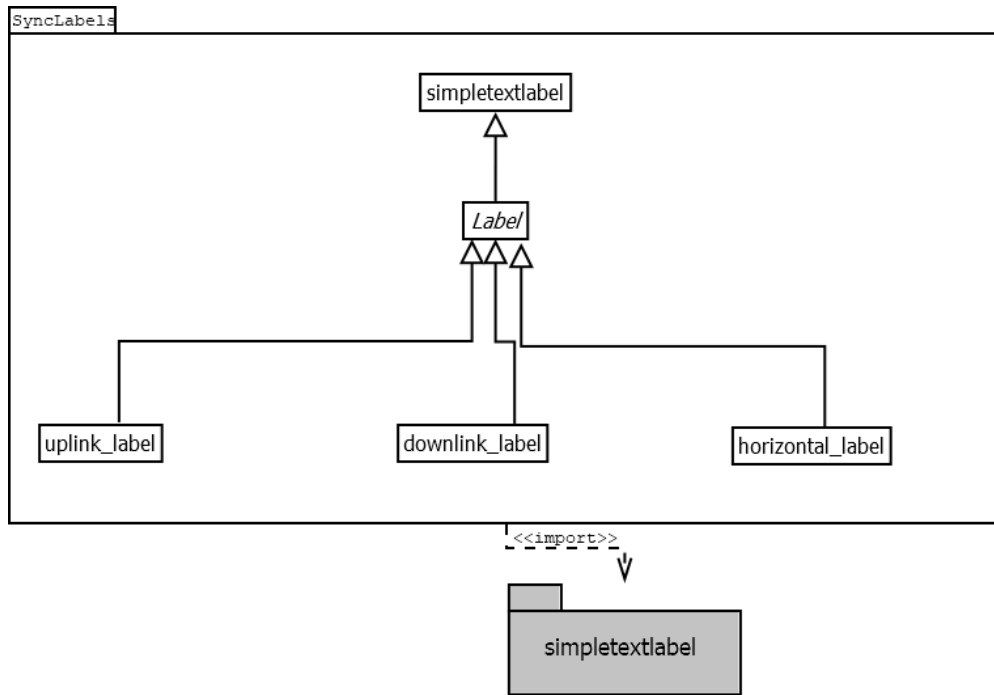 SyncLabels
simpletextlabel
Label
uplink_label
downlink_label
horizontal_label
<<import>>
simpletextlabel